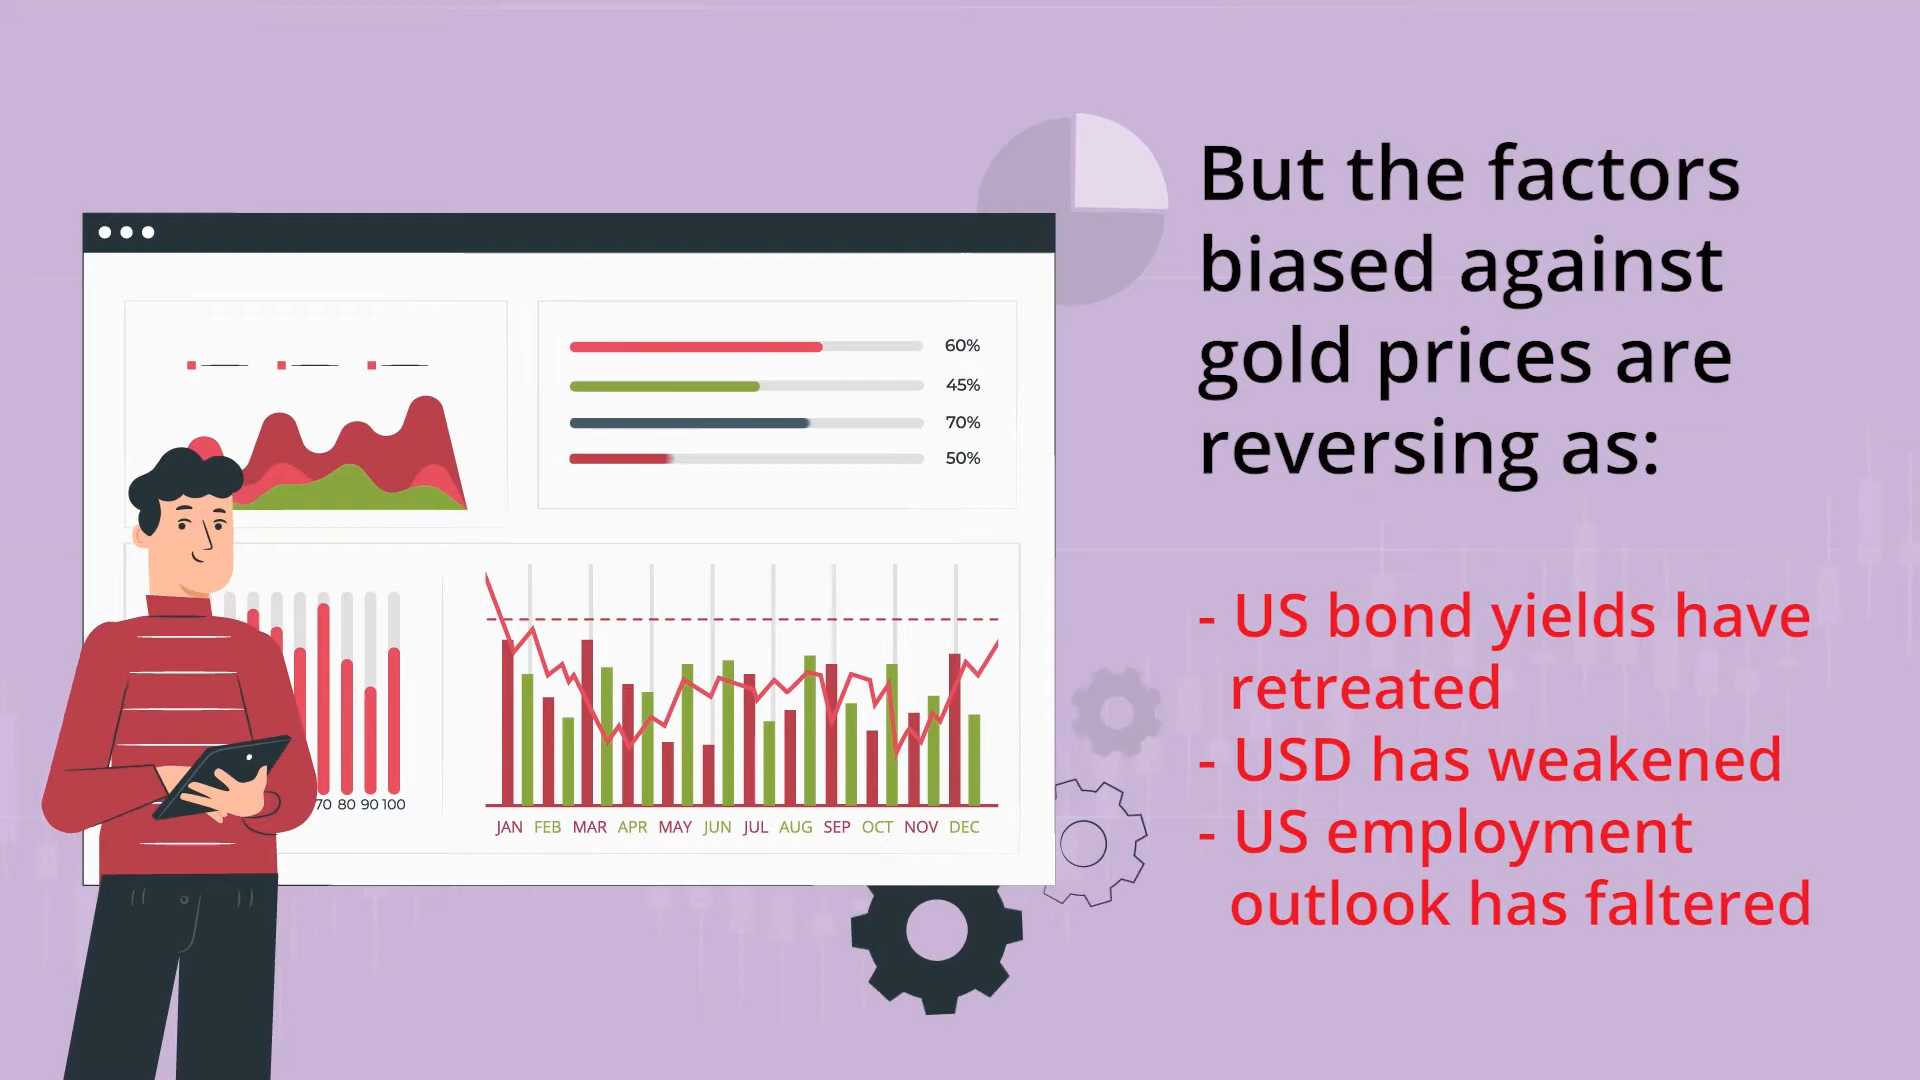 But the factors
biased against
gold prices are
reversing as:
- US bond yields have
retreated
- USD has weakened
- US employment
outlook has faltered
60%
45%
70%
50%
70 80 90 100
JAN FEB MAR APR MAY JUN JUL AUG SEP OCT NOV DEC